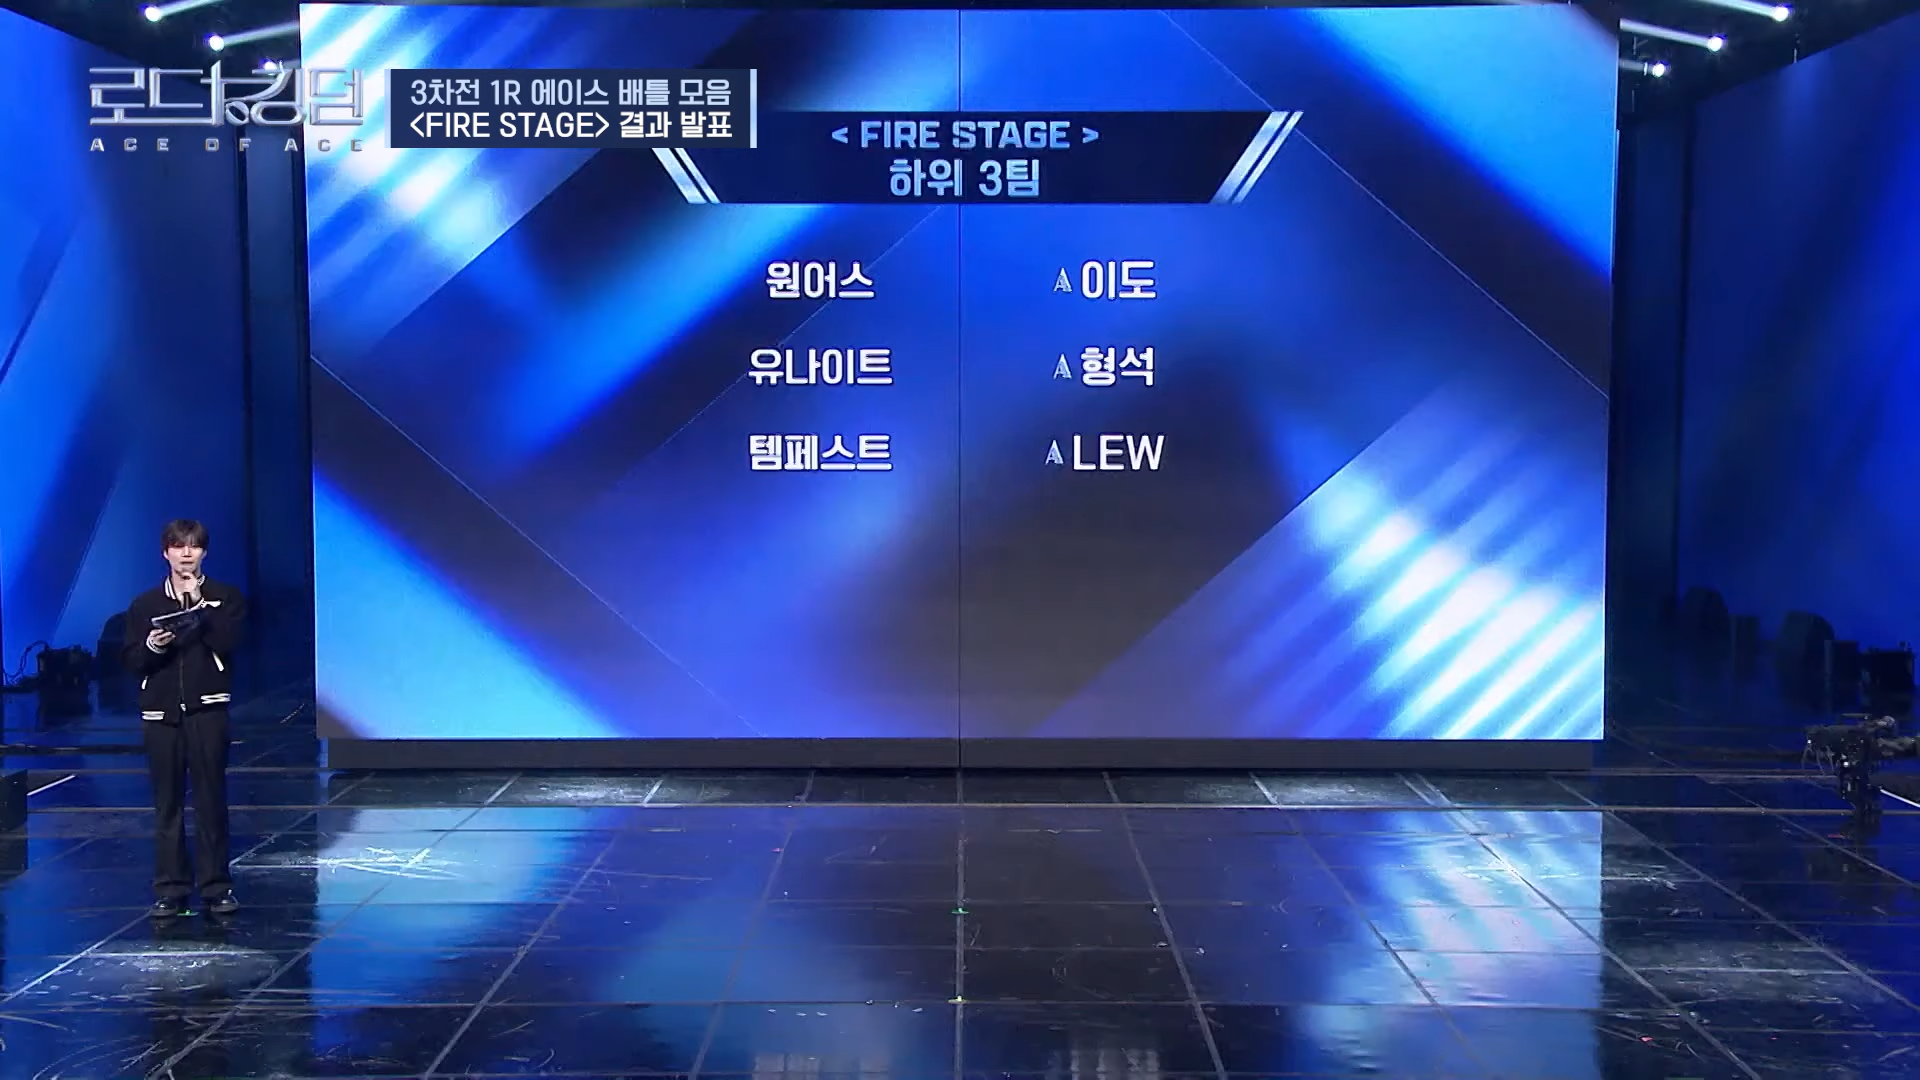 로드 투 킹덤
ACE OF ACE
3차전 1R 에이스 배틀 모음
<FIRE STAGE> 결과 발표
< FIRE STAGE >
하위 3팀
원어스 A 이도
유나이트 A 형석
템페스트 A LEW